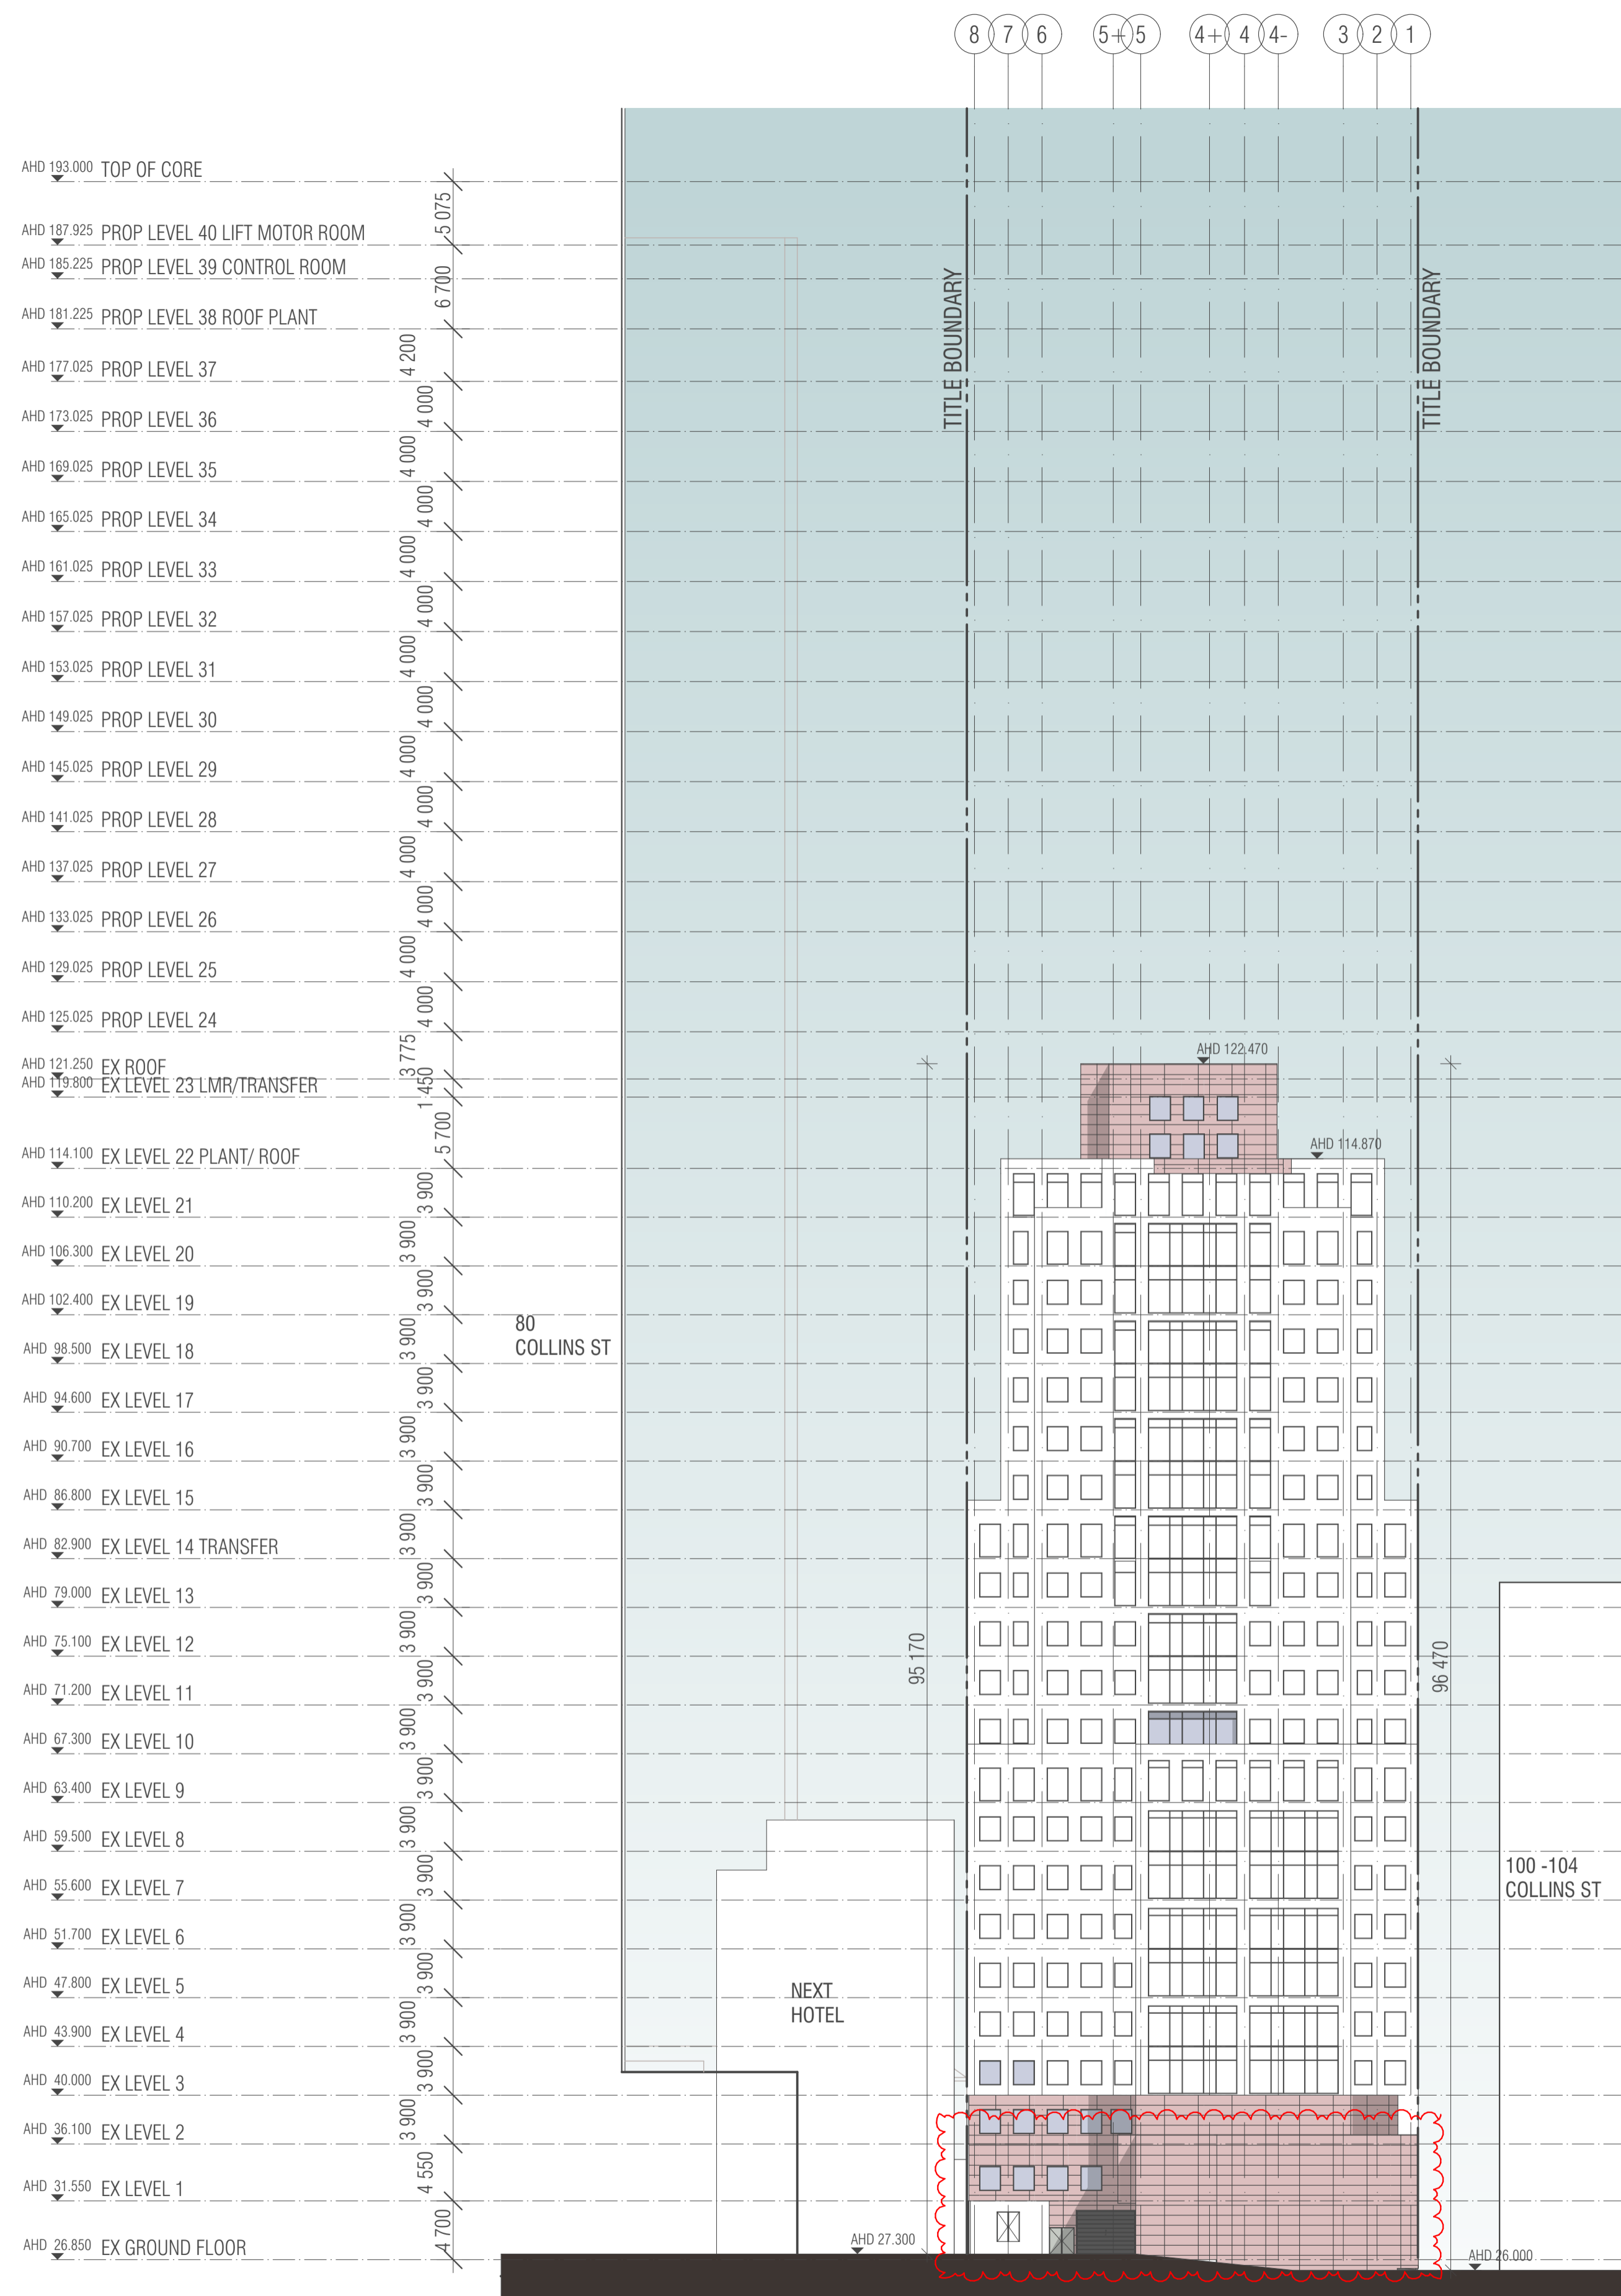 8 7 6 5+ 5 4+ 4 4- 3 2 1
AHD 193.000 TOP OF CORE
5 075
AHD 187.925 PROP LEVEL 40 LIFT MOTOR ROOM
AHD 185.225 PROP LEVEL 39 CONTROL ROOM
6 700
TITLE BOUNDARY
TITLE BOUNDARY
AHD 181.225 PROP LEVEL 38 ROOF PLANT
4 200
AHD 177.025 PROP LEVEL 37
4 000
AHD 173.025 PROP LEVEL 36
4 000
AHD 169.025 PROP LEVEL 35
4 000
AHD 165.025 PROP LEVEL 34
4 000
AHD 161.025 PROP LEVEL 33
4 000
AHD 157.025 PROP LEVEL 32
4 000
AHD 153.025 PROP LEVEL 31
4 000
AHD 149.025 PROP LEVEL 30
4 000
AHD 145.025 PROP LEVEL 29
4 000
AHD 141.025 PROP LEVEL 28
4 000
AHD 137.025 PROP LEVEL 27
4 000
AHD 133.025 PROP LEVEL 26
4 000
AHD 129.025 PROP LEVEL 25
4 000
AHD 125.025 PROP LEVEL 24
3 775
AHD 122.470
AHD 121.250 EX ROOF
1 450
AHD 119.800 EX LEVEL 23 LMR/TRANSFER
5 700
AHD 114.870
AHD 114.100 EX LEVEL 22 PLANT/ ROOF
3 900
AHD 110.200 EX LEVEL 21
3 900
AHD 106.300 EX LEVEL 20
3 900
AHD 102.400 EX LEVEL 19
80
COLLINS ST
3 900
AHD 98.500 EX LEVEL 18
3 900
AHD 94.600 EX LEVEL 17
3 900
AHD 90.700 EX LEVEL 16
3 900
AHD 86.800 EX LEVEL 15
3 900
AHD 82.900 EX LEVEL 14 TRANSFER
3 900
AHD 79.000 EX LEVEL 13
3 900
AHD 75.100 EX LEVEL 12
95 170
96 470
3 900
AHD 71.200 EX LEVEL 11
3 900
AHD 67.300 EX LEVEL 10
3 900
AHD 63.400 EX LEVEL 9
3 900
AHD 59.500 EX LEVEL 8
100 -104
COLLINS ST
3 900
AHD 55.600 EX LEVEL 7
3 900
AHD 51.700 EX LEVEL 6
3 900
AHD 47.800 EX LEVEL 5
NEXT
HOTEL
3 900
AHD 43.900 EX LEVEL 4
3 900
AHD 40.000 EX LEVEL 3
3 900
AHD 36.100 EX LEVEL 2
4 550
AHD 31.550 EX LEVEL 1
4 700
AHD 27.300
AHD 26.850 EX GROUND FLOOR
AHD 26.000